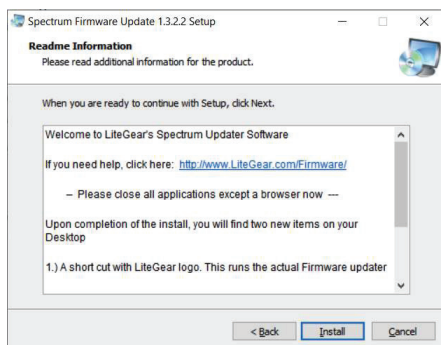 Spectrum Firmware Update 1.3.2.2 Setup
Readme Information
Please read additional information for the product.
When you are ready to continue with Setup, click Next.
Welcome to LiteGear's Spectrum Updater Software
If you need help, click here: http://www.LiteGear.com/Firmware/
– Please close all applications except a browser now ---
Upon completion of the install, you will find two new items on your
Desktop
1.) A short cut with LiteGear logo. This runs the actual Firmware updater
< Back Install Cancel